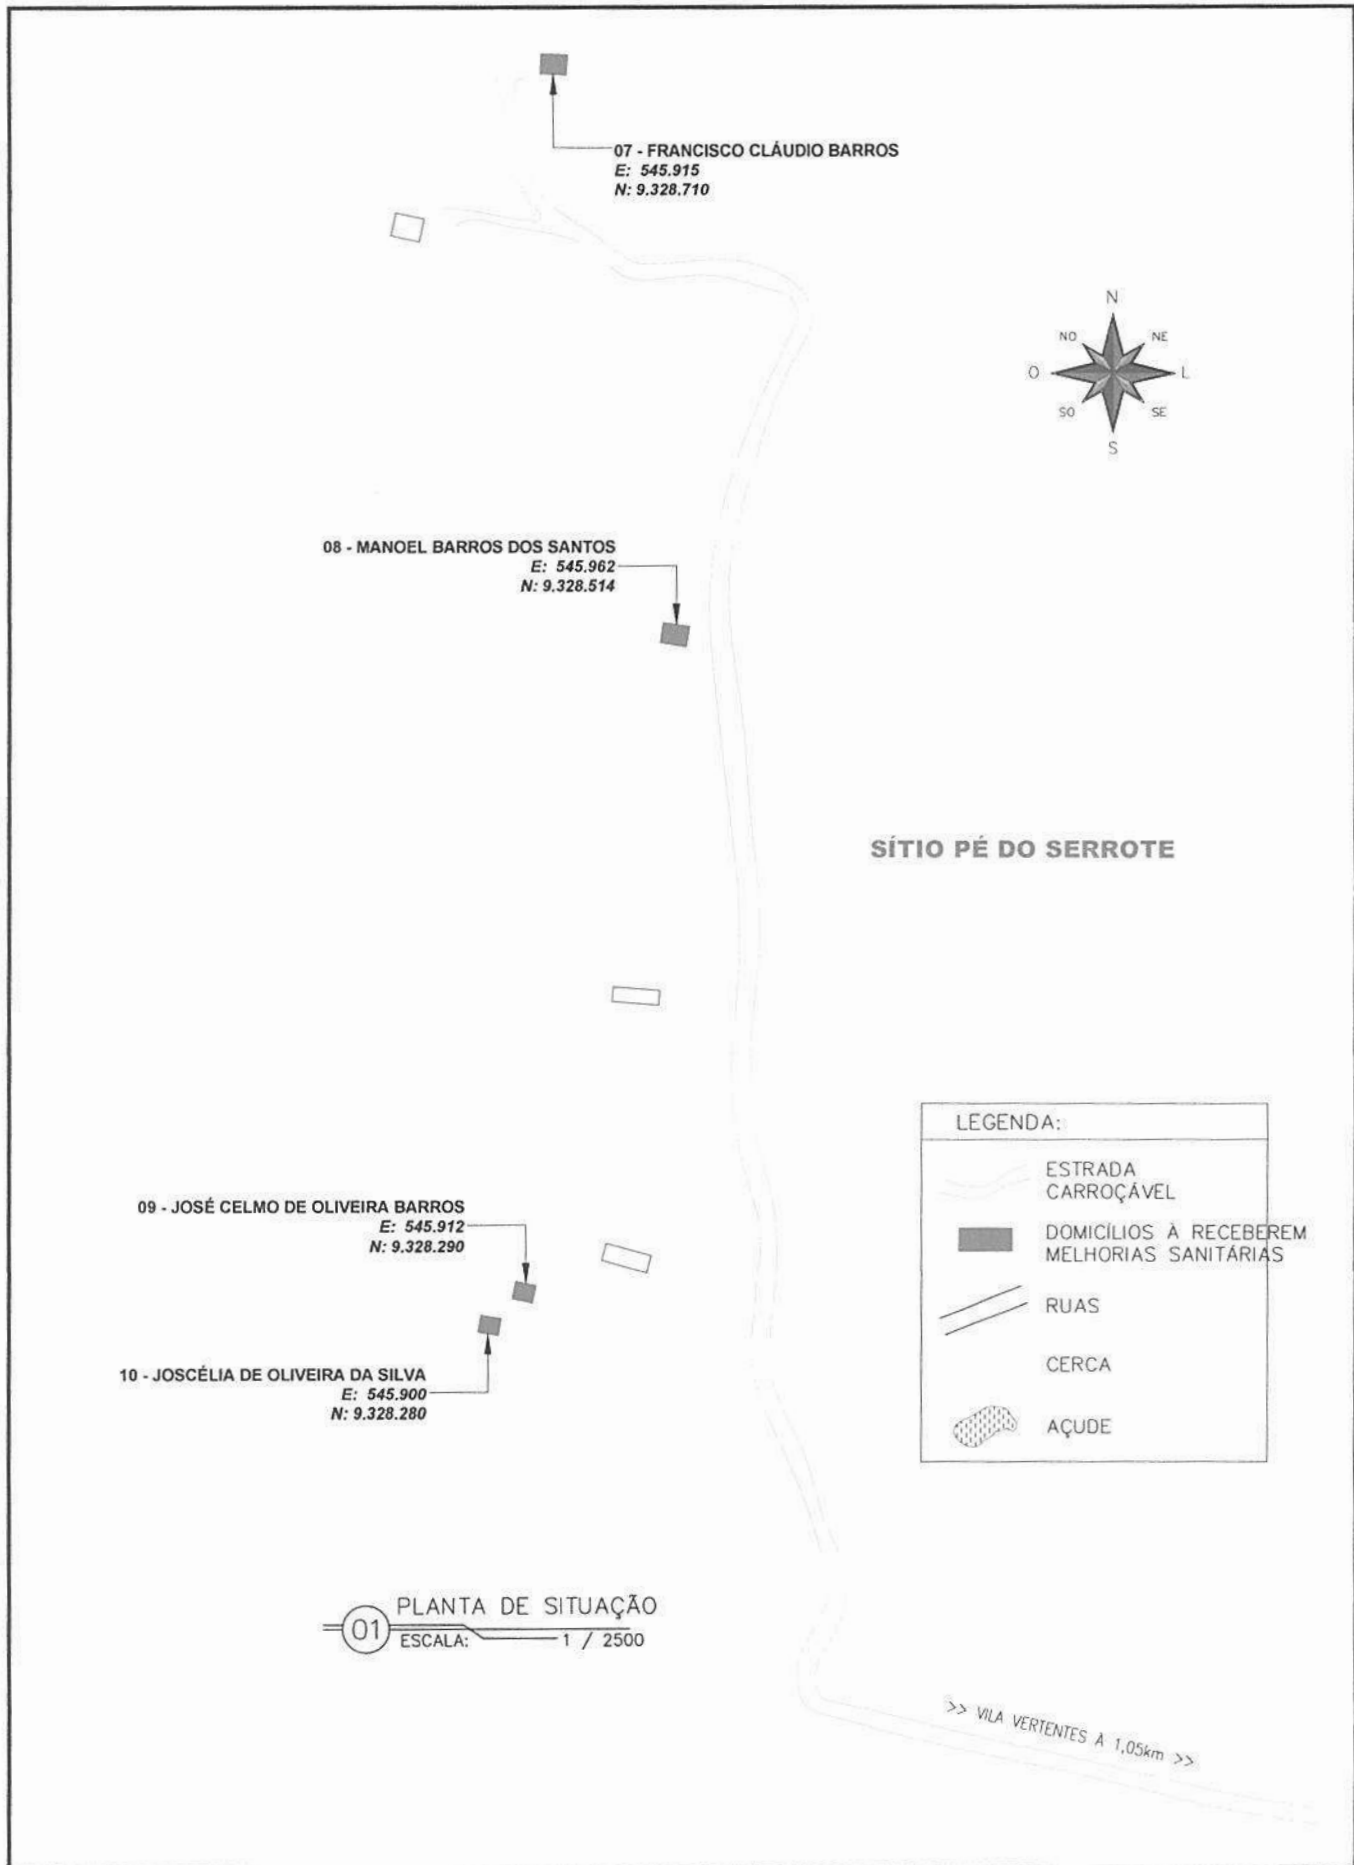 07 - FRANCISCO CLÁUDIO BARROS
E: 545.915
N: 9.328.710
N
NO
NE
O
L
SO
SE
S
08 - MANOEL BARROS DOS SANTOS
E: 545.962
N: 9.328.514
SÍTIO PÉ DO SERROTE
LEGENDA:
ESTRADA
CARROÇÁVEL
DOMICÍLIOS À RECEBEREM
MELHORIAS SANITÁRIAS
RUAS
CERCA
AÇUDE
09 - JOSÉ CELMO DE OLIVEIRA BARROS
E: 545.912
N: 9.328.290
10 - JOSCÉLIA DE OLIVEIRA DA SILVA
E: 545.900
N: 9.328.280
01
PLANTA DE SITUAÇÃO
ESCALA: 1 / 2500
>> VILA VERTENTES À 1,05km >>